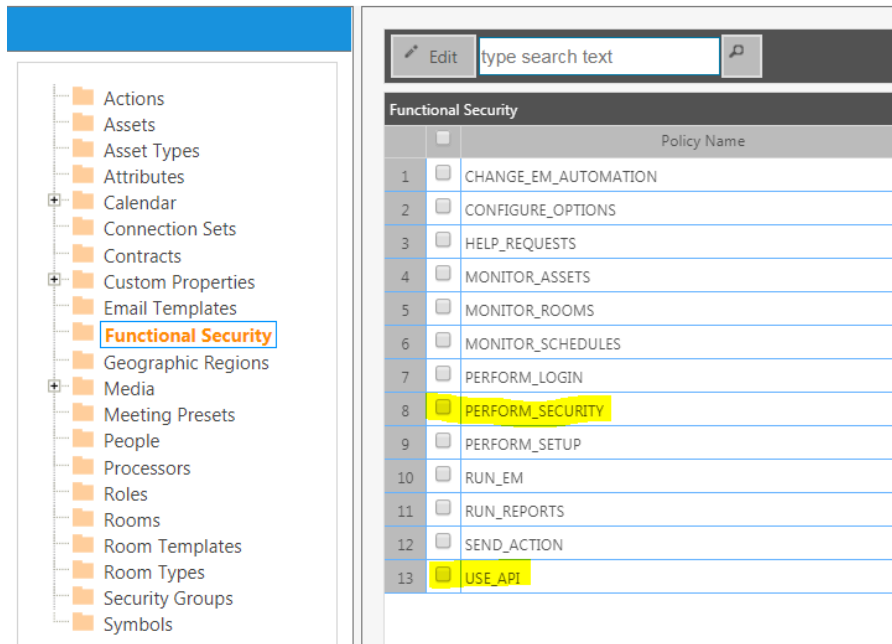 Actions
Assets
Asset Types
Attributes
Calendar
Connection Sets
Contracts
Custom Properties
Email Templates
Functional Security
Geographic Regions
Media
Meeting Presets
People
Processors
Roles
Rooms
Room Templates
Room Types
Security Groups
Symbols
Edit type search text
Functional Security
Policy Name
1 CHANGE_EM_AUTOMATION
2 CONFIGURE_OPTIONS
3 HELP_REQUESTS
4 MONITOR_ASSETS
5 MONITOR_ROOMS
6 MONITOR_SCHEDULES
7 PERFORM_LOGIN
8 PERFORM_SECURITY
9 PERFORM_SETUP
10 RUN_EM
11 RUN_REPORTS
12 SEND_ACTION
13 USE_API